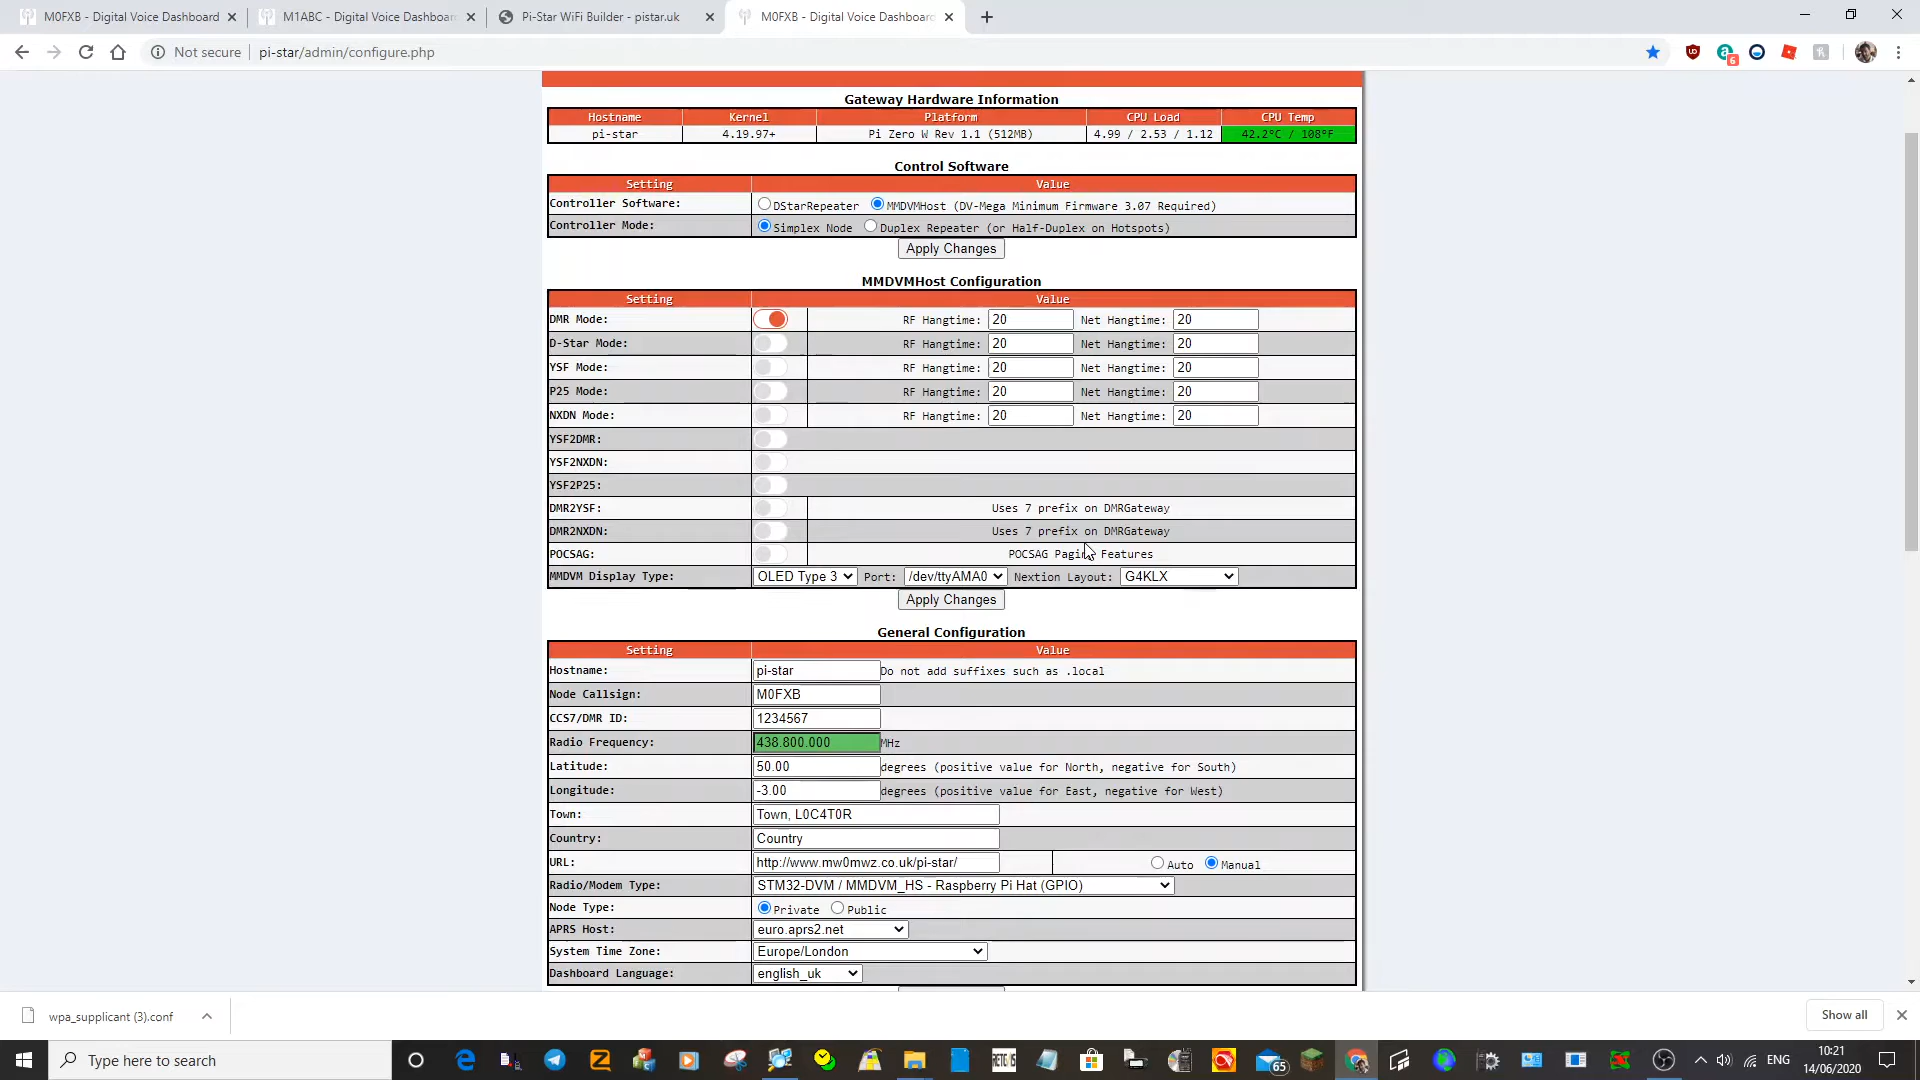 M0FXB - Digital Voice Dashboard
M1ABC - Digital Voice Dashboard
Pi-Star WiFi Builder - pistar.uk
M0FXB - Digital Voice Dashboard
Not secure
pi-star/admin/configure.php
6
Gateway Hardware Information
Hostname Kernel Platform CPU Load CPU Temp
pi-star 4.19.97+ Pi Zero W Rev 1.1 (512MB) 4.99 / 2.53 / 1.12 42.2°C / 108°F
Control Software
Setting Value
Controller Software: DStarRepeater MMDVMHost (DV-Mega Minimum Firmware 3.07 Required)
Controller Mode: Simplex Node Duplex Repeater (or Half-Duplex on Hotspots)
Apply Changes
MMDVMHost Configuration
Setting Value
DMR Mode: RF Hangtime: 20 Net Hangtime: 20
D-Star Mode: RF Hangtime: 20 Net Hangtime: 20
YSF Mode: RF Hangtime: 20 Net Hangtime: 20
P25 Mode: RF Hangtime: 20 Net Hangtime: 20
NXDN Mode: RF Hangtime: 20 Net Hangtime: 20
YSF2DMR:
YSF2NXDN:
YSF2P25:
DMR2YSF: Uses 7 prefix on DMRGateway
DMR2NXDN: Uses 7 prefix on DMRGateway
POCSAG: POCSAG Paging Features
MMDVM Display Type: OLED Type 3 Port: /dev/ttyAMA0 Nextion Layout: G4KLX
Apply Changes
General Configuration
Setting Value
Hostname: pi-star Do not add suffixes such as .local
Node Callsign: M0FXB
CCS7/DMR ID: 1234567
Radio Frequency: 438.800.000 MHz
Latitude: 50.00 degrees (positive value for North, negative for South)
Longitude: -3.00 degrees (positive value for East, negative for West)
Town: Town, L0C4T0R
Country: Country
URL: http://www.mw0mwz.co.uk/pi-star/ Auto Manual
Radio/Modem Type: STM32-DVM / MMDVM_HS - Raspberry Pi Hat (GPIO)
Node Type: Private Public
APRS Host: euro.aprs2.net
System Time Zone: Europe/London
Dashboard Language: english_uk
wpa_supplicant (3).conf
Show all
Type here to search
65
ENG
10:21
14/06/2020